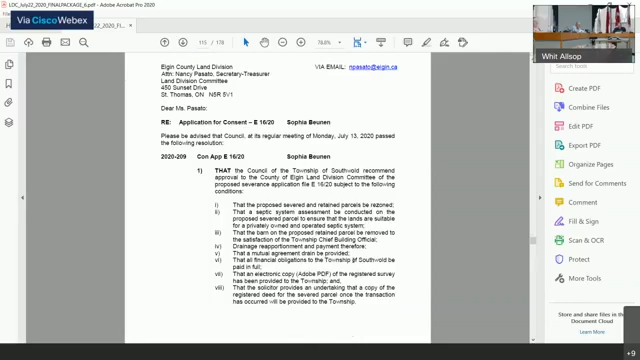 LOC_July22_2020_FINALPACKAGE_6.pdf - Adobe Acrobat Pro 2020
Via Cisco Webex
115 / 178
78.8%
Whit Allsop
Elgin County Land Division
VIA EMAIL: npasato@elgin.ca
Attn: Nancy Pasato, Secretary-Treasurer
Land Division Committee
450 Sunset Drive
St. Thomas, ON N5R 5V1
Dear Ms. Pasato:
RE: Application for Consent – E 16/20 Sophia Beunen
Please be advised that Council, at its regular meeting of Monday, July 13, 2020 passed
the following resolution:
2020-209 Con App E 16/20 Sophia Beunen
1) THAT the Council of the Township of Southwold recommend
approval to the County of Elgin Land Division Committee of the
proposed severance application file E 16/20 subject to the following
conditions:
i) That the proposed severed and retained parcels be rezoned;
ii) That a septic system assessment be conducted on the
proposed severed parcel to ensure that the lands are suitable
for a privately owned and operated septic system;
iii) That the barn on the proposed retained parcel be removed to
the satisfaction of the Township Chief Building Official;
iv) Drainage reapportionment and payment therefore;
v) That a mutual agreement drain be provided;
vi) That all financial obligations to the Township of Southwold be
paid in full;
vii) That an electronic copy (Adobe PDF) of the registered survey
has been provided to the Township; and,
viii) That the solicitor provides an undertaking that a copy of the
registered deed for the severed parcel once the transaction
has occurred will be provided to the Township.
Create PDF
Combine Files
Edit PDF
Export PDF
Organize Pages
Send for Comments
Comment
Fill & Sign
Scan & OCR
Protect
More Tools
Store and share files in the
Document Cloud
Learn More
+9